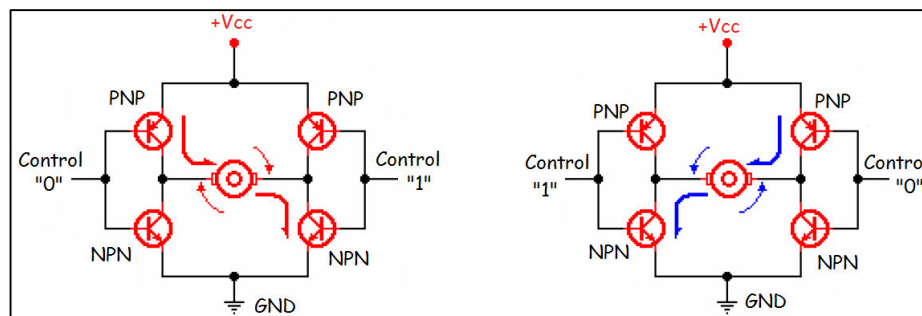 +Vcc
PNP
PNP
Control
"0"
Control
"1"
NPN
NPN
GND
+Vcc
PNP
PNP
Control
"1"
Control
"0"
NPN
NPN
GND